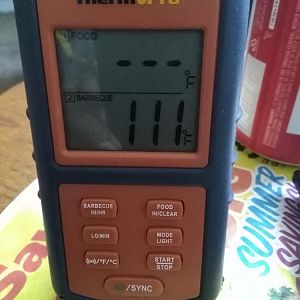 ThermoPro
1 FOOD
---
°F
2 BARBECUE
111
°F
BARBECUE
HI/HR
FOOD
HI/CLEAR
LO/MIN
MODE
LIGHT
/°F/°C
START
STOP
/SYNC
SUMMER